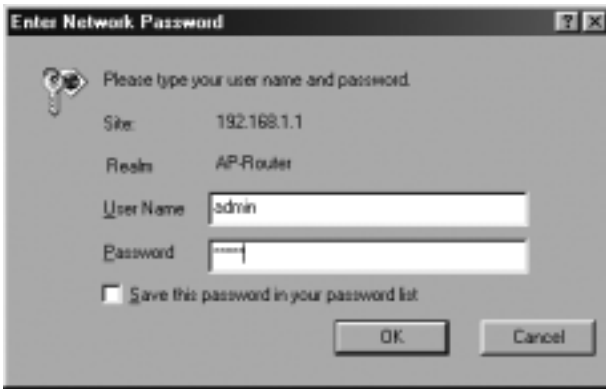 Enter Network Password
Please type your user name and password.
Site: 192.168.1.1
Realm AP-Router
User Name admin
Password *****
Save this password in your password list
OK Cancel